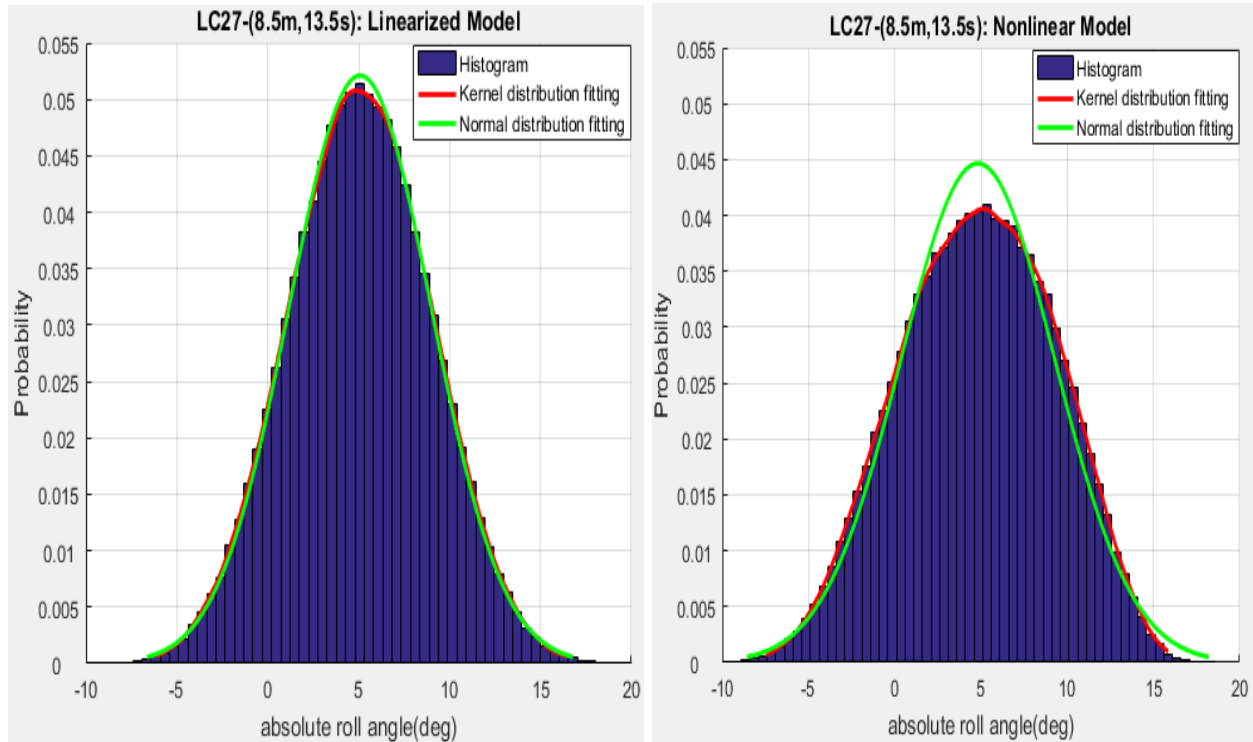 LC27-(8.5m,13.5s): Linearized Model
0.055
0.05
0.045
0.04
0.035
0.03
0.025
0.02
0.015
0.01
0.005
0
Probability
Histogram
Kernel distribution fitting
Normal distribution fitting
-10 -5 0 5 10 15 20
absolute roll angle(deg)
LC27-(8.5m,13.5s): Nonlinear Model
0.055
0.05
0.045
0.04
0.035
0.03
0.025
0.02
0.015
0.01
0.005
0
Probability
Histogram
Kernel distribution fitting
Normal distribution fitting
-10 -5 0 5 10 15 20
absolute roll angle(deg)